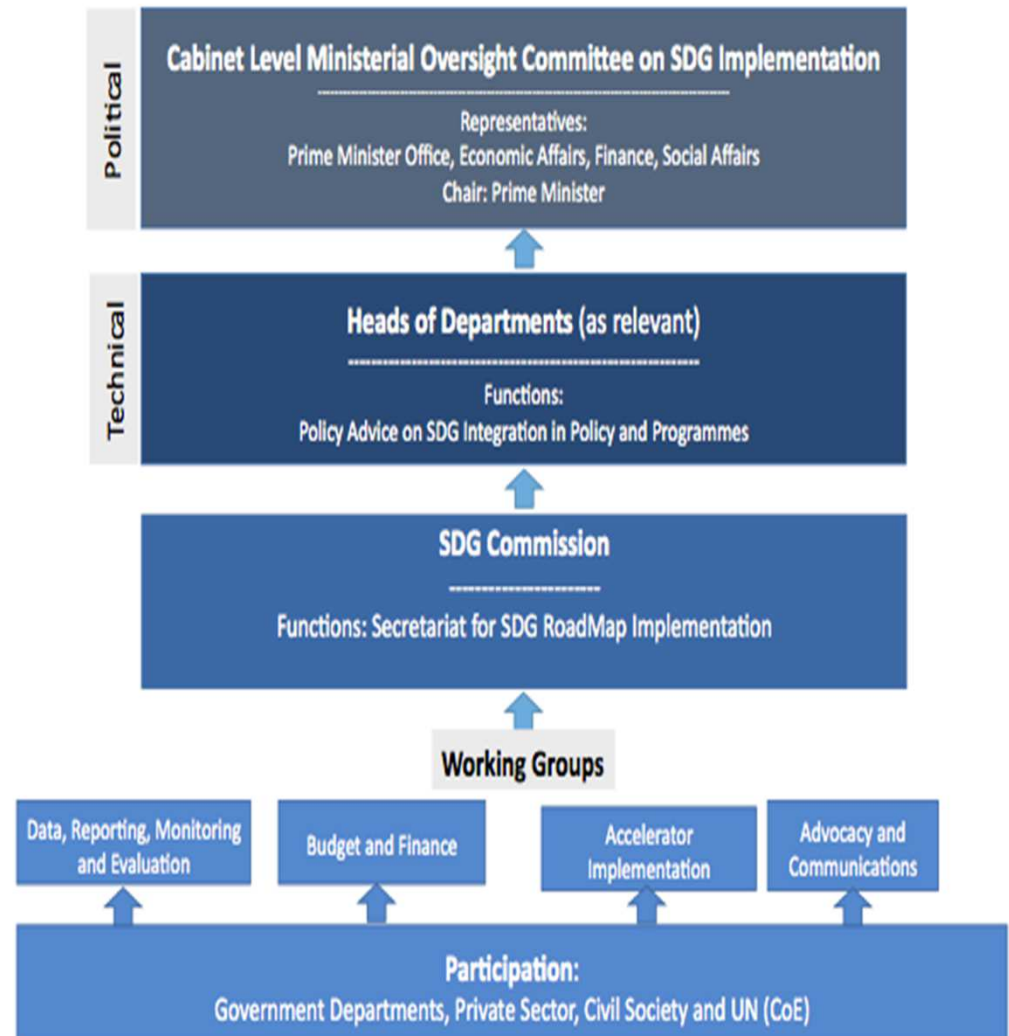 Political
Cabinet Level Ministerial Oversight Committee on SDG Implementation
Representatives:
Prime Minister Office, Economic Affairs, Finance, Social Affairs
Chair: Prime Minister
Technical
Heads of Departments (as relevant)
Functions:
Policy Advice on SDG Integration in Policy and Programmes
SDG Commission
Functions: Secretariat for SDG RoadMap Implementation
Working Groups
Data, Reporting, Monitoring
and Evaluation
Budget and Finance
Accelerator
Implementation
Advocacy and
Communications
Participation:
Government Departments, Private Sector, Civil Society and UN (CoE)